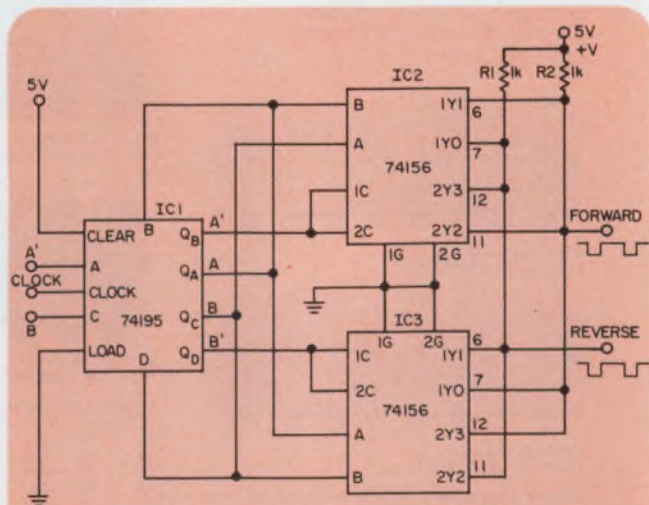 5V
+V
R1
1k
R2
1k
IC2
B
A
1C
2C
74156
1Y1
6
1Y0
7
2Y3
12
2Y2
11
1G
2G
FORWARD
5V
IC1
CLEAR
B
A'
A
CLOCK
CLOCK
B
C
LOAD
D
74195
QB
A'
QA
A
QC
B
QD
B'
IC3
1G
2G
1C
2C
A
B
74156
1Y1
6
1Y0
7
2Y3
12
2Y2
11
REVERSE